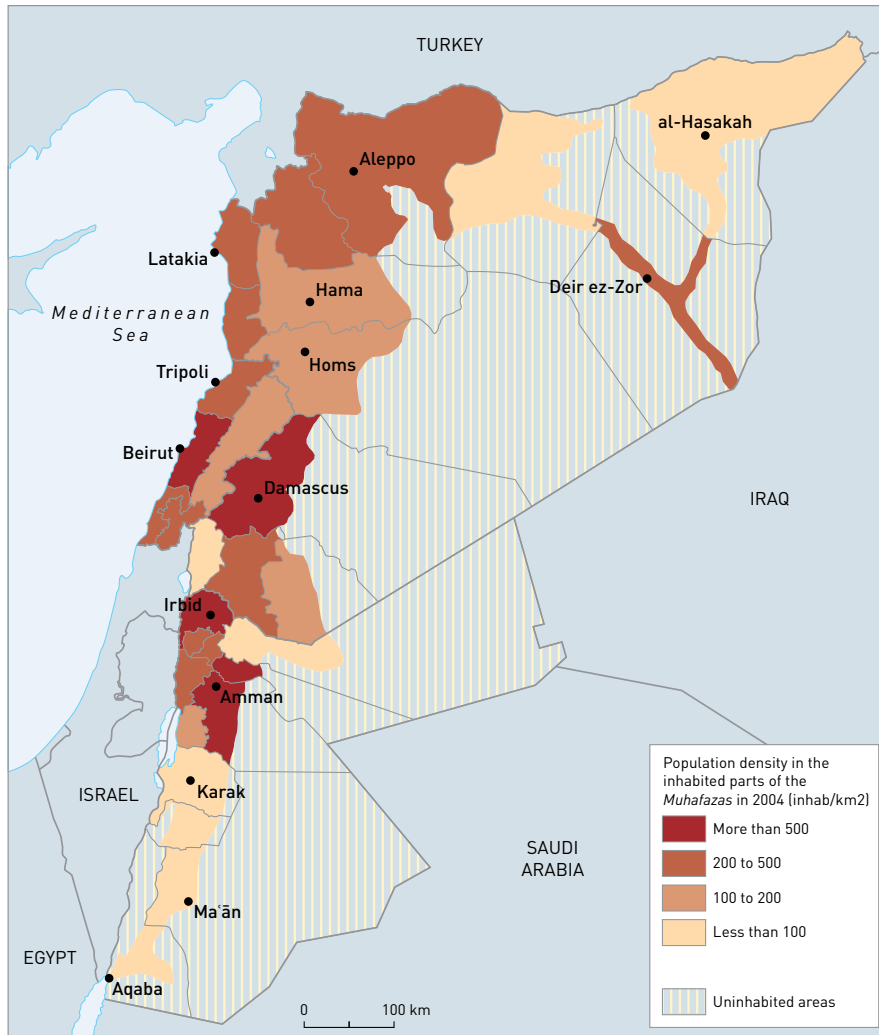 TURKEY
al-Hasakah
Aleppo
Latakia
Hama
Deir ez-Zor
Mediterranean
Sea
Homs
Tripoli
Beirut
Damascus
IRAQ
Irbid
Amman
ISRAEL
Karak
SAUDI
ARABIA
Maʿān
EGYPT
Aqaba
0
100 km
Population density in the
inhabited parts of the
Muhafazas in 2004 (inhab/km2)
More than 500
200 to 500
100 to 200
Less than 100
Uninhabited areas